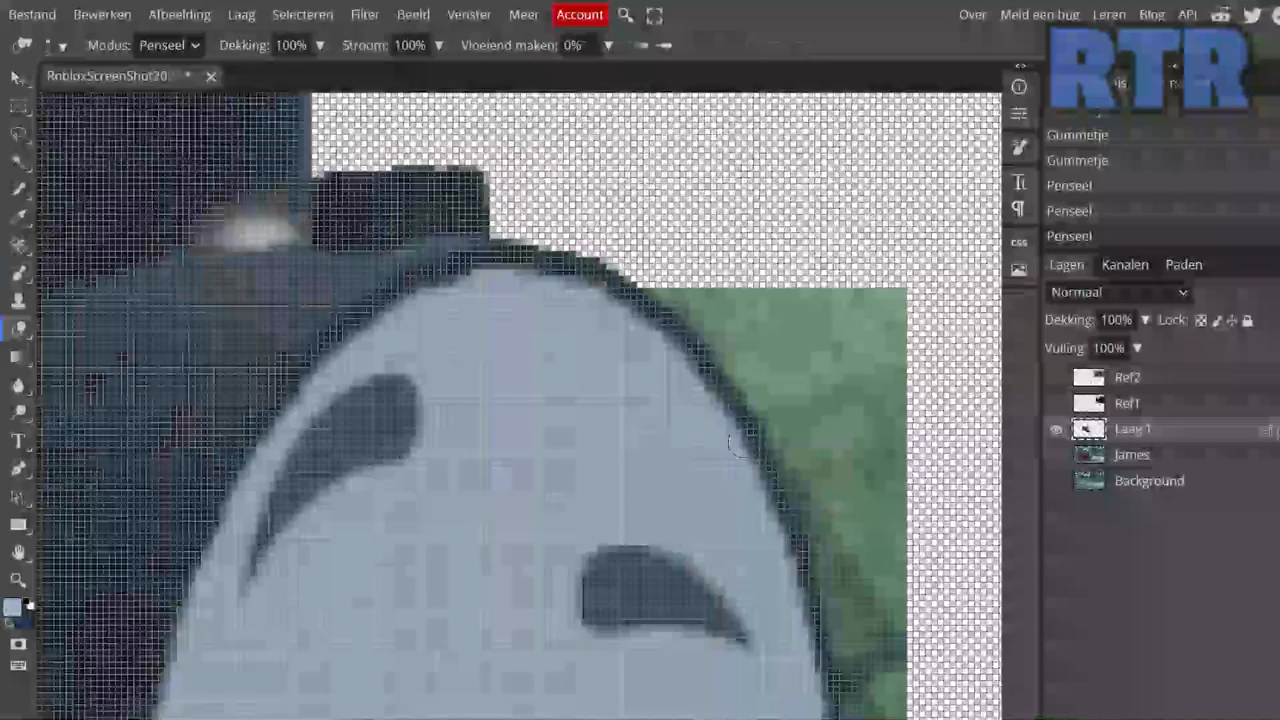 Bestand Bewerken Afbeelding Laag Selecteren Filter Beeld Venster Meer Account Over Meld een bug Leren Blog API
Modus: Penseel Dekking: 100% Stroom: 100% Vloeiend maken: 0%
RTR
RobloxScreenShot20 *
Gummetje
Gummetje
Penseel
Penseel
Penseel
Lagen Kanalen Paden
Normaal
Dekking: 100% Lock:
Vulling: 100%
Ref2
Ref1
Laag 1
James
Background
CSS